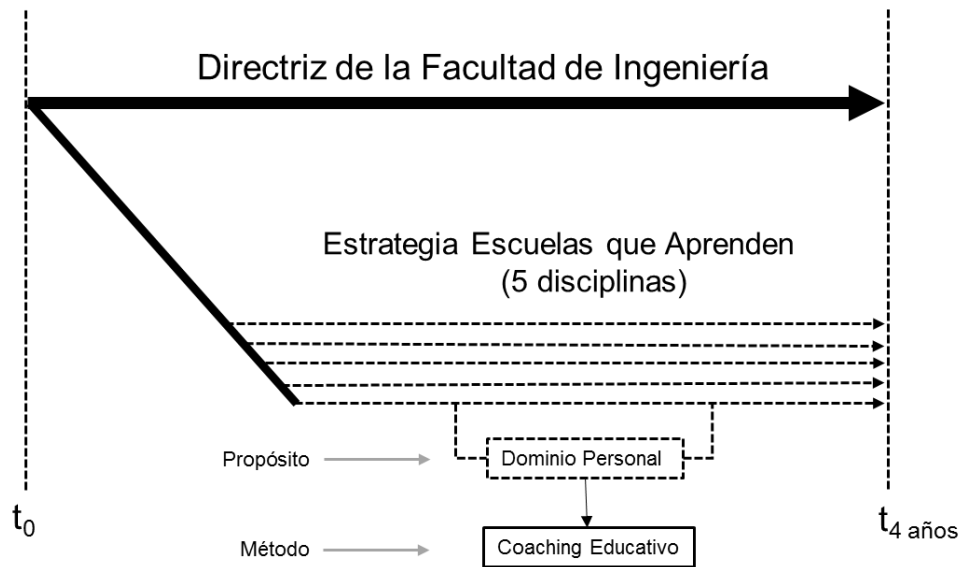 Directriz de la Facultad de Ingeniería
Estrategia Escuelas que Aprenden
(5 disciplinas)
Propósito
Dominio Personal
t0
t4 años
Método
Coaching Educativo